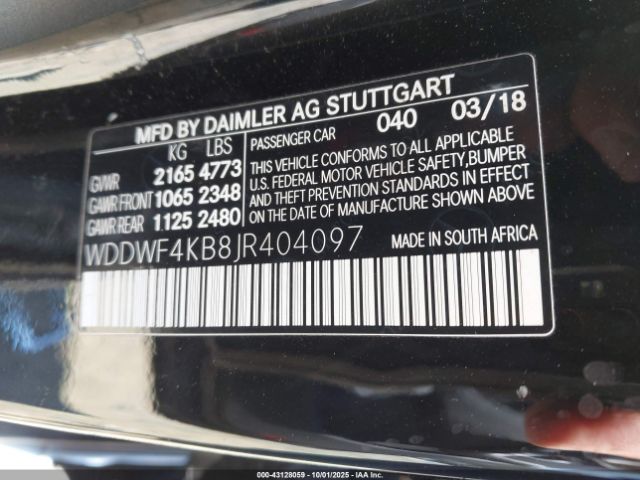 MFD BY DAIMLER AG STUTTGART
KG LBS
GVWR 2165 4773
GAWR FRONT 1065 2348
GAWR REAR 1125 2480
PASSENGER CAR 040 03/18
THIS VEHICLE CONFORMS TO ALL APPLICABLE
U.S. FEDERAL MOTOR VEHICLE SAFETY,BUMPER
AND THEFT PREVENTION STANDARDS IN EFFECT
ON THE DATE OF MANUFACTURE SHOWN ABOVE.
WDDWF4KB8JR404097 MADE IN SOUTH AFRICA
000-43128059 - 10/01/2025 - IAAI.com